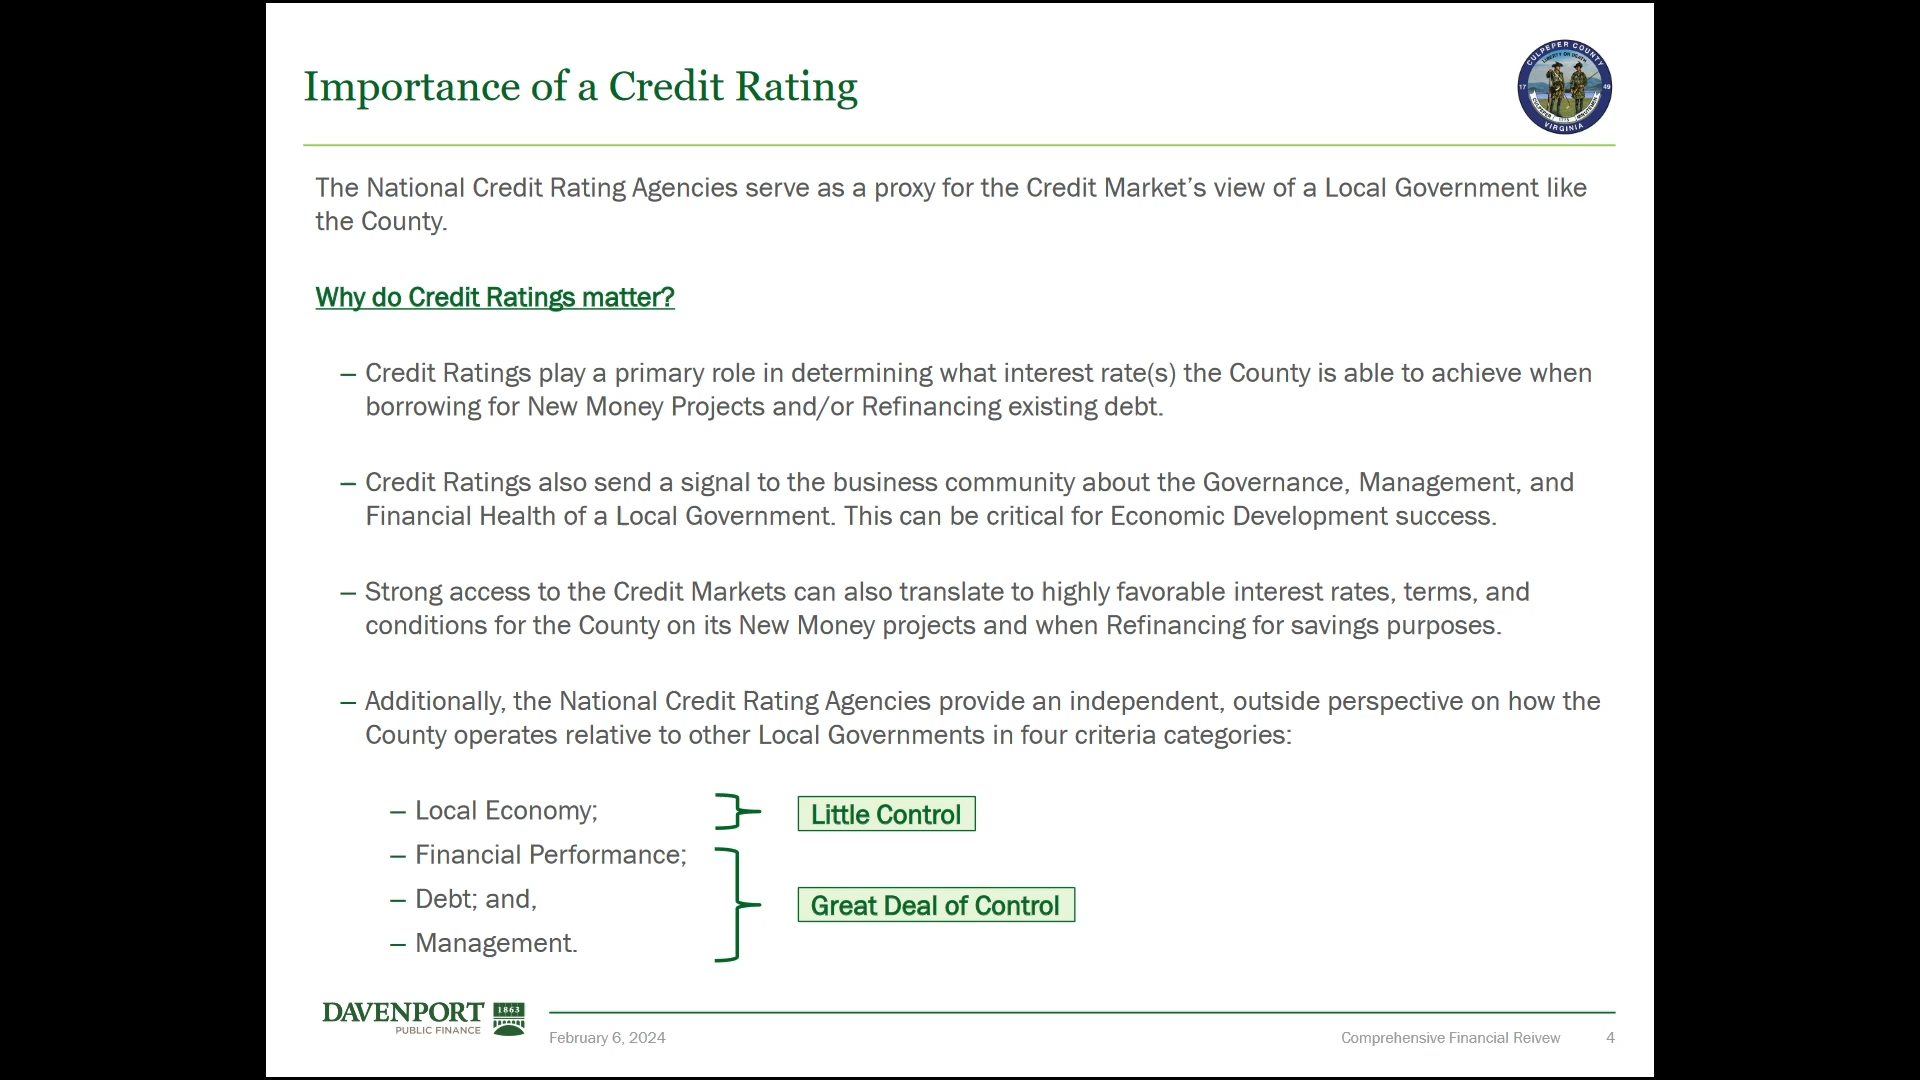 Importance of a Credit Rating
CULPEPER COUNTY
LIBERTY OR DEATH
17 49
VIRGINIA
The National Credit Rating Agencies serve as a proxy for the Credit Market’s view of a Local Government like
the County.
Why do Credit Ratings matter?
– Credit Ratings play a primary role in determining what interest rate(s) the County is able to achieve when
borrowing for New Money Projects and/or Refinancing existing debt.
– Credit Ratings also send a signal to the business community about the Governance, Management, and
Financial Health of a Local Government. This can be critical for Economic Development success.
– Strong access to the Credit Markets can also translate to highly favorable interest rates, terms, and
conditions for the County on its New Money projects and when Refinancing for savings purposes.
– Additionally, the National Credit Rating Agencies provide an independent, outside perspective on how the
County operates relative to other Local Governments in four criteria categories:
– Local Economy;
Little Control
– Financial Performance;
– Debt; and,
Great Deal of Control
– Management.
DAVENPORT
PUBLIC FINANCE
1863
February 6, 2024
Comprehensive Financial Reivew 4